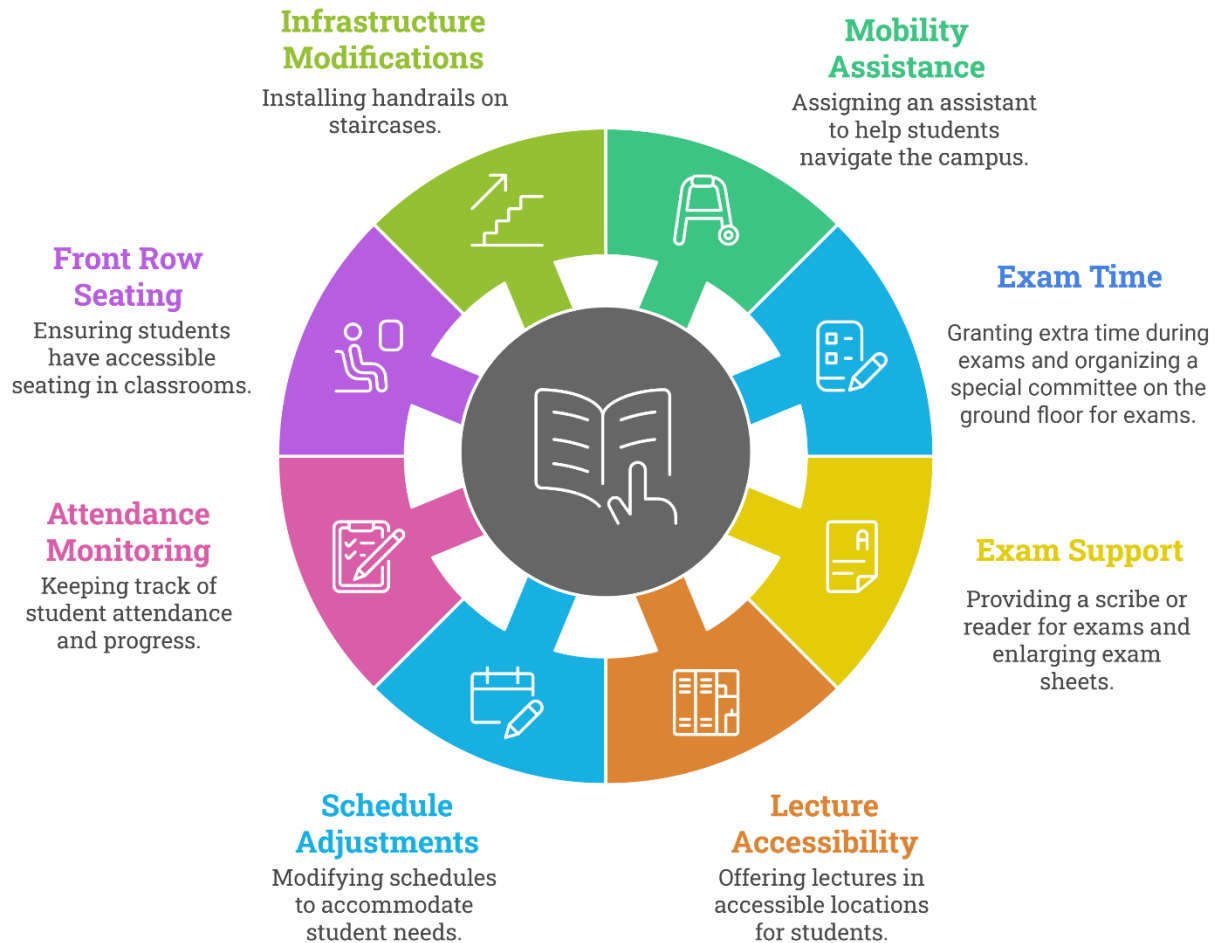 Infrastructure
Modifications
Installing handrails on
staircases.
Mobility
Assistance
Assigning an assistant
to help students
navigate the campus.
Exam Time
Granting extra time during
exams and organizing a
special committee on the
ground floor for exams.
Exam Support
Providing a scribe or
reader for exams and
enlarging exam
sheets.
Lecture
Accessibility
Offering lectures in
accessible locations
for students.
Schedule
Adjustments
Modifying schedules
to accommodate
student needs.
Attendance
Monitoring
Keeping track of
student attendance
and progress.
Front Row
Seating
Ensuring students
have accessible
seating in classrooms.
A